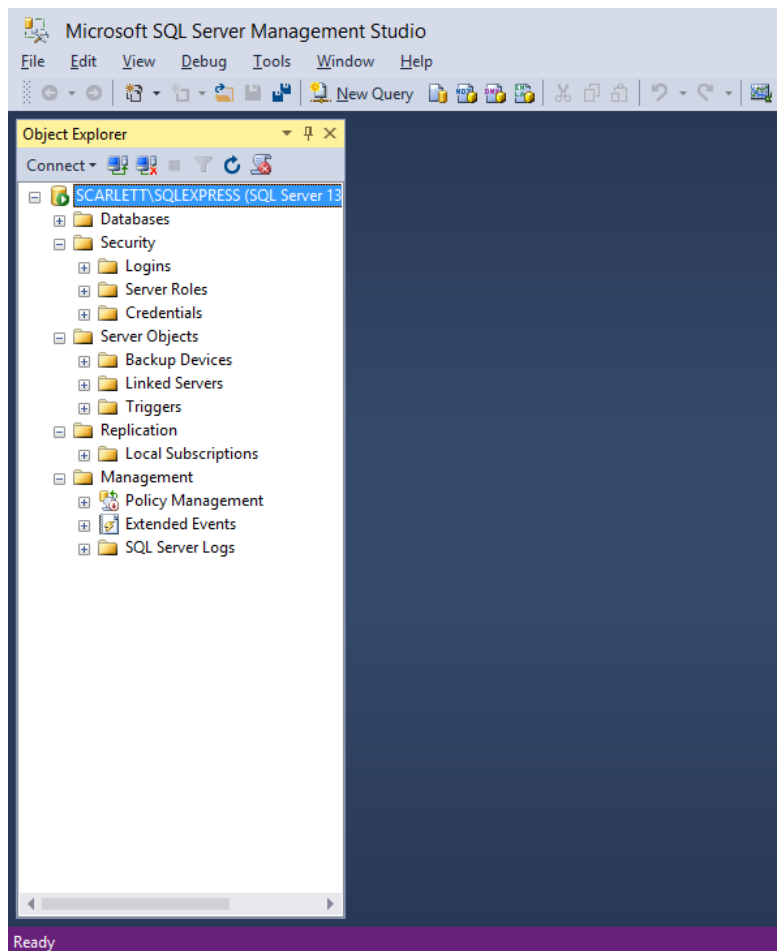 Microsoft SQL Server Management Studio
File Edit View Debug Tools Window Help
New Query
Object Explorer
Connect
SCARLETT\SQLEXPRESS (SQL Server 13
Databases
Security
Logins
Server Roles
Credentials
Server Objects
Backup Devices
Linked Servers
Triggers
Replication
Local Subscriptions
Management
Policy Management
Extended Events
SQL Server Logs
Ready